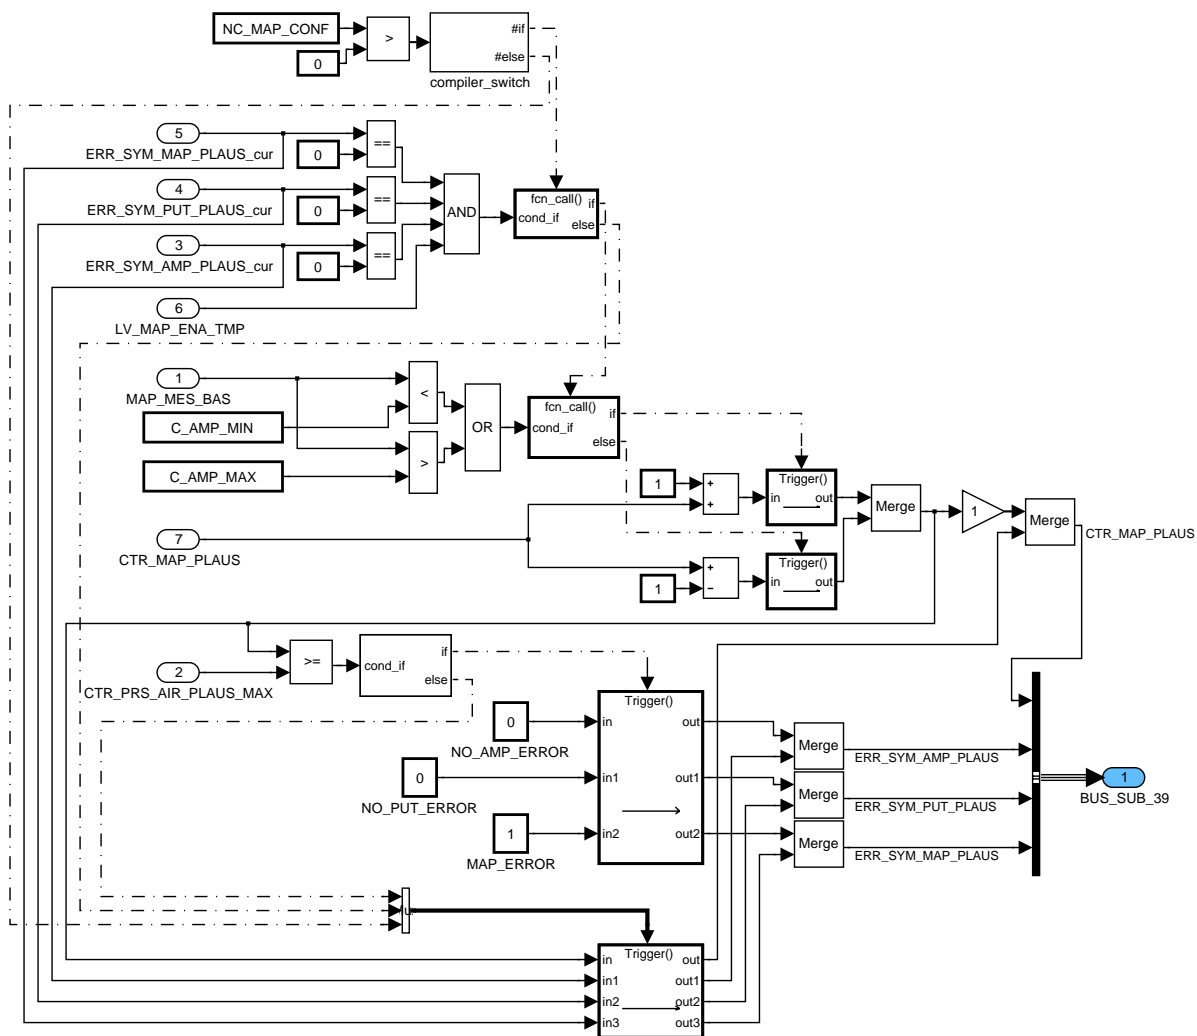 NC_MAP_CONF
>
#if
0
#else
compiler_switch
5
==
ERR_SYM_MAP_PLAUS_cur
0
4
==
ERR_SYM_PUT_PLAUS_cur
0
AND
fcn_call()
cond_if
if
else
3
==
ERR_SYM_AMP_PLAUS_cur
0
6
LV_MAP_ENA_TMP
1
MAP_MES_BAS
<
C_AMP_MIN
OR
fcn_call()
cond_if
if
else
>
C_AMP_MAX
1
+
+
Trigger()
in
out
Merge
1
Merge
CTR_MAP_PLAUS
7
CTR_MAP_PLAUS
+
−
1
Trigger()
in
out
2
CTR_PRS_AIR_PLAUS_MAX
>=
cond_if
if
else
Trigger()
0
NO_AMP_ERROR
in
out
Merge
ERR_SYM_AMP_PLAUS
0
NO_PUT_ERROR
in1
out1
Merge
ERR_SYM_PUT_PLAUS
1
BUS_SUB_39
1
MAP_ERROR
in2
out2
Merge
ERR_SYM_MAP_PLAUS
Trigger()
in
out
in1
out1
in2
out2
in3
out3